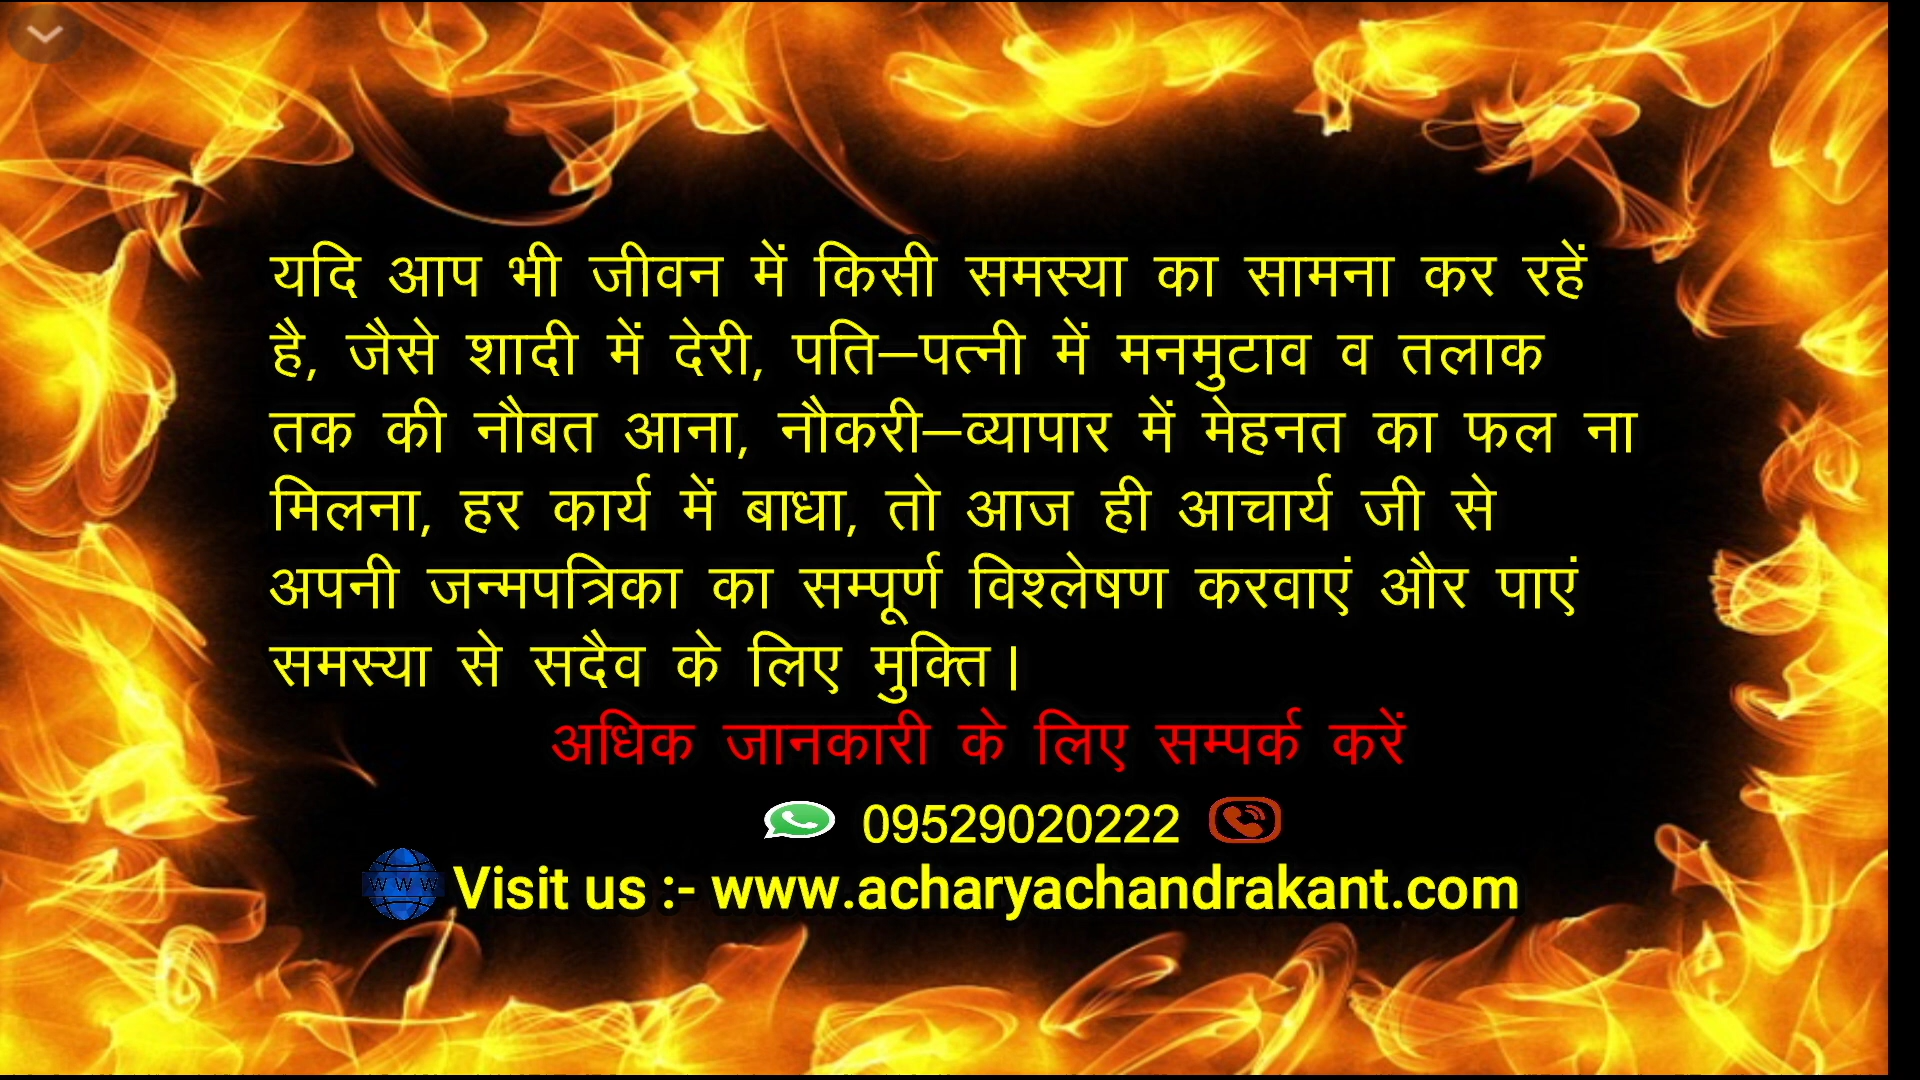 यदि आप भी जीवन में किसी समस्या का सामना कर रहें
है, जैसे शादी में देरी, पति–पत्नी में मनमुटाव व तलाक
तक की नौबत आना, नौकरी–व्यापार में मेहनत का फल ना
मिलना, हर कार्य में बाधा, तो आज ही आचार्य जी से
अपनी जन्मपत्रिका का सम्पूर्ण विश्लेषण करवाएं और पाएं
समस्या से सदैव के लिए मुक्ति।
अधिक जानकारी के लिए सम्पर्क करें
09529020222
W W W Visit us :- www.acharyachandrakant.com